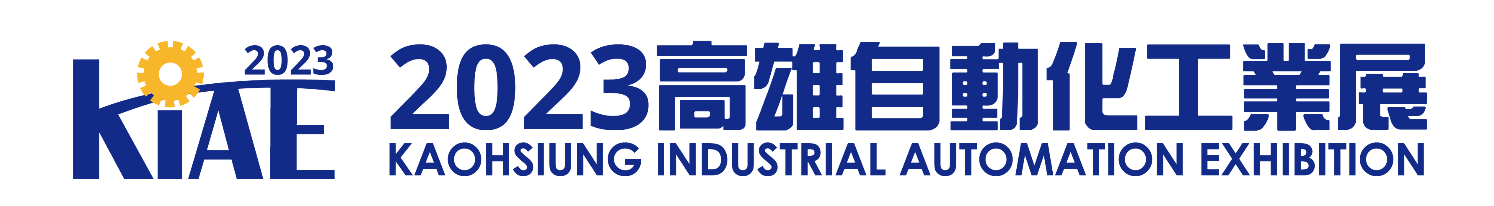 KiAE 2023
2023高雄自動化工業展
KAOHSIUNG INDUSTRIAL AUTOMATION EXHIBITION